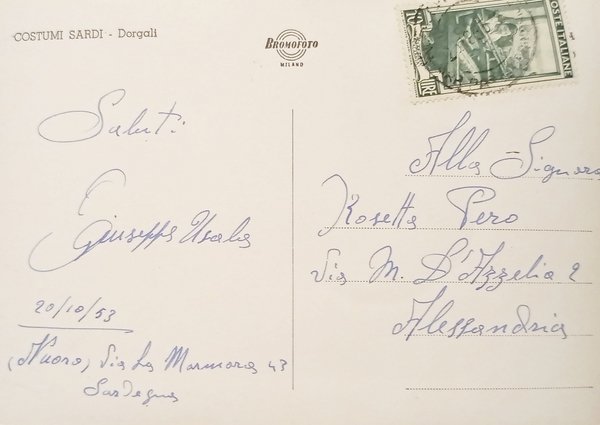 COSTUMI SARDI - Dorgali
BROMOFOTO
MILANO
POSTE ITALIANE
LIRE
Saluti
Giuseppe Usala
20/10/53
(Nuoro) Via La Marmora 43
Sardegna
Alla Signora
Rosetta Pero
Via M. D'Azzelia 2
Alessandria